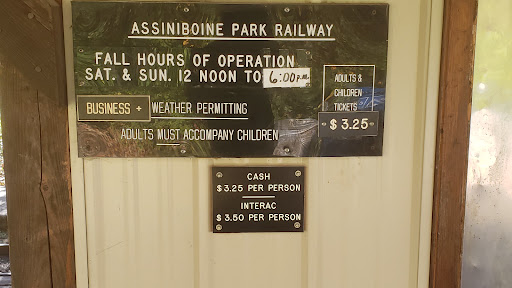 ASSINIBOINE PARK RAILWAY
FALL HOURS OF OPERATION
SAT. & SUN. 12 NOON TO 6:00 P.M.
BUSINESS + WEATHER PERMITTING
ADULTS MUST ACCOMPANY CHILDREN
ADULTS &
CHILDREN
TICKETS
$3.25
CASH
$3.25 PER PERSON
INTERAC
$3.50 PER PERSON